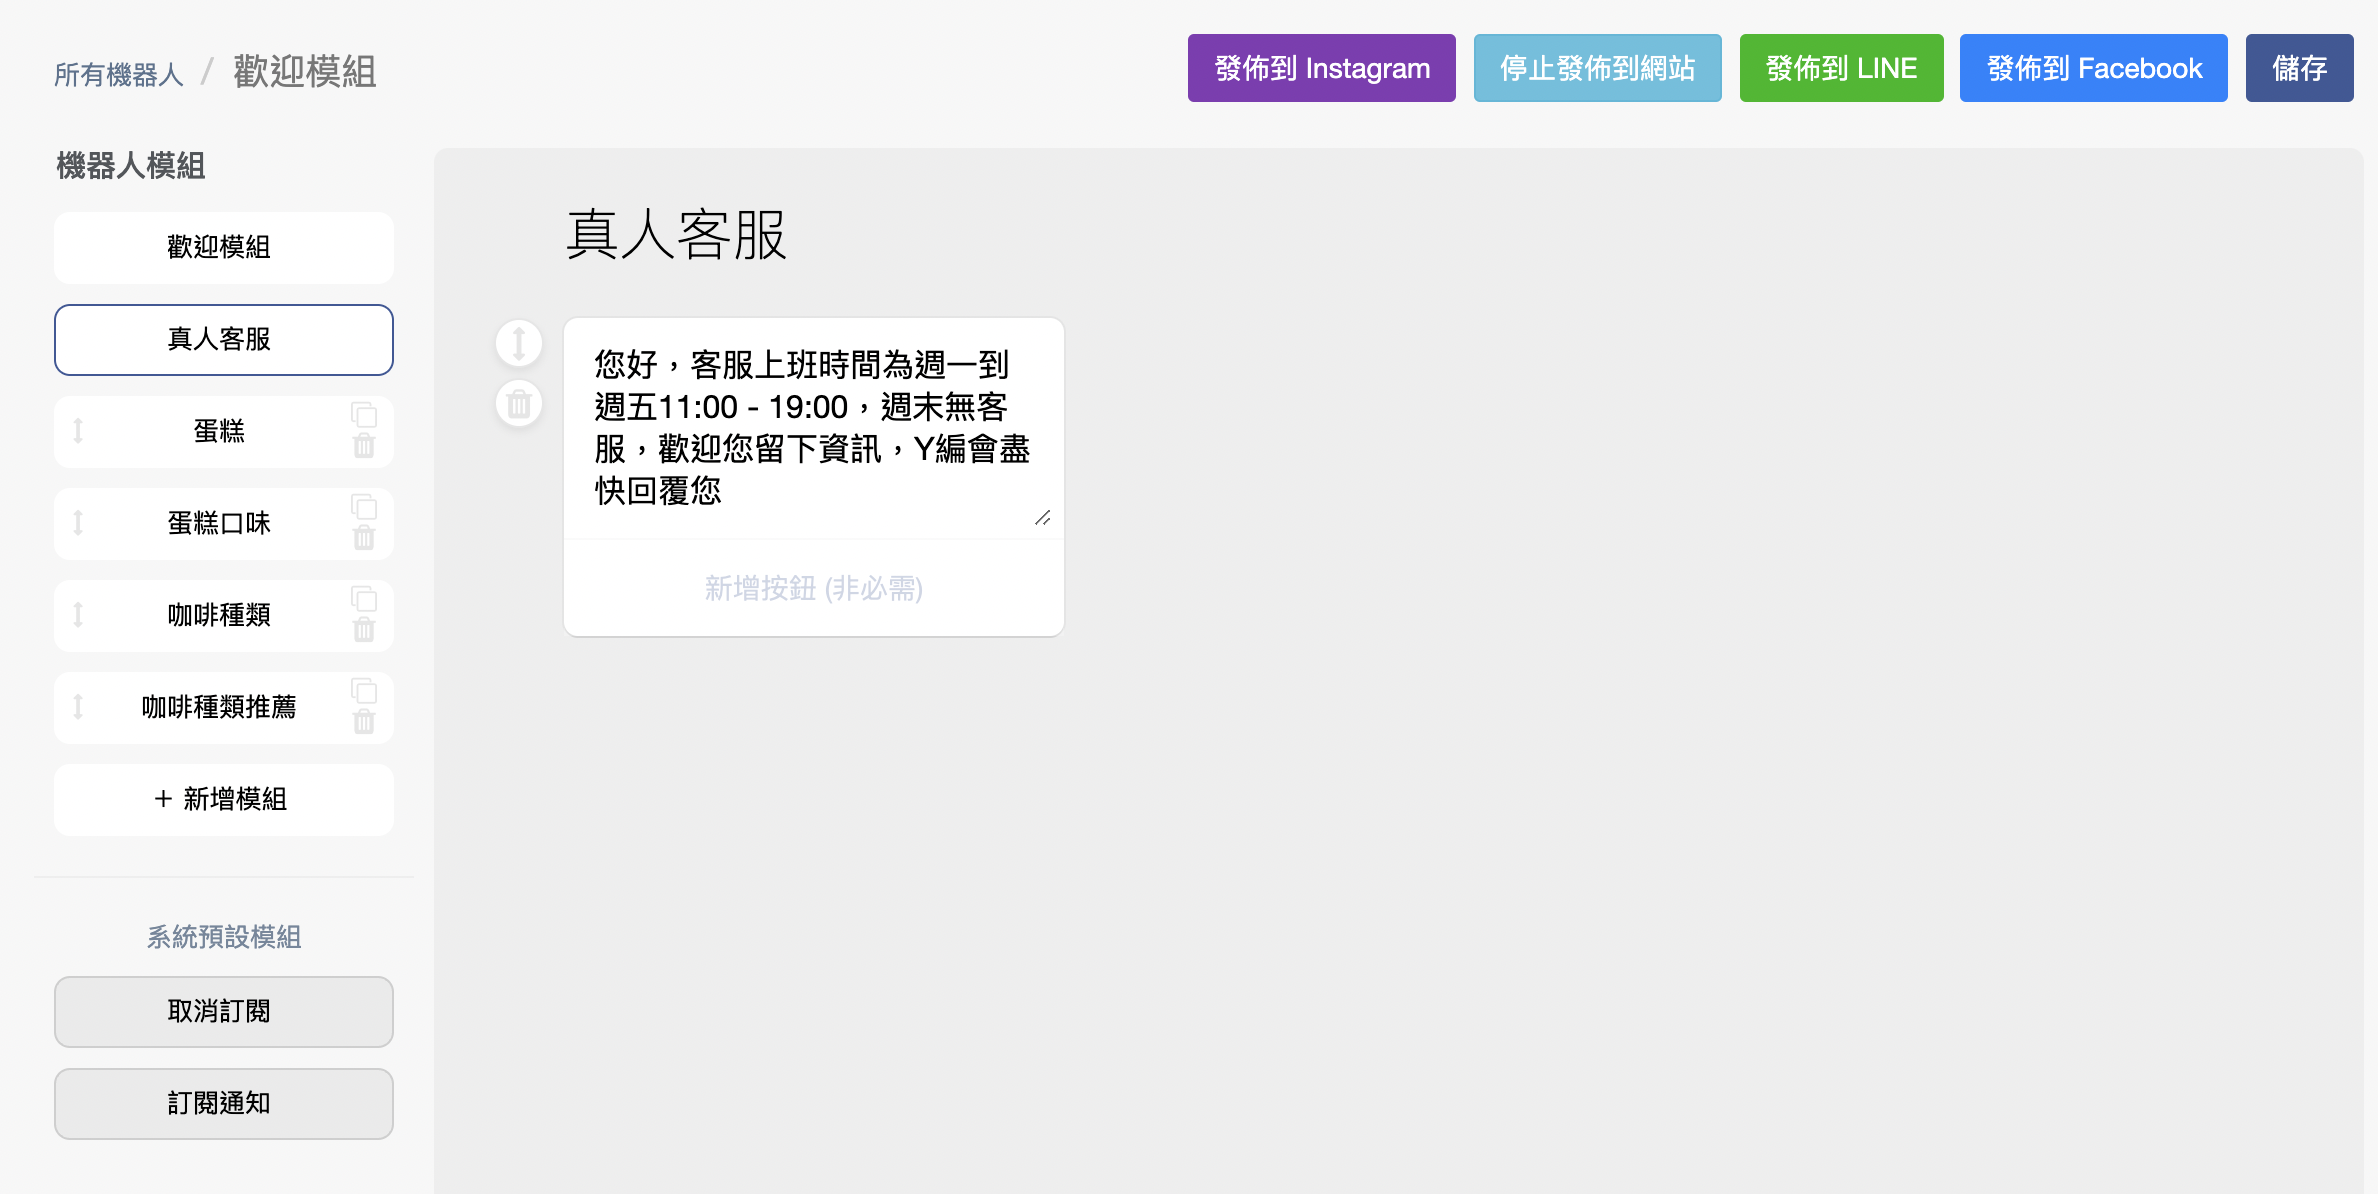 所有機器人 / 歡迎模組
發佈到 Instagram
停止發佈到網站
發佈到 LINE
發佈到 Facebook
儲存
機器人模組
歡迎模組
真人客服
蛋糕
蛋糕口味
咖啡種類
咖啡種類推薦
+ 新增模組
系統預設模組
取消訂閱
訂閱通知
真人客服
您好，客服上班時間為週一到
週五11:00 - 19:00，週末無客
服，歡迎您留下資訊，Y編會盡
快回覆您
新增按鈕 (非必需)